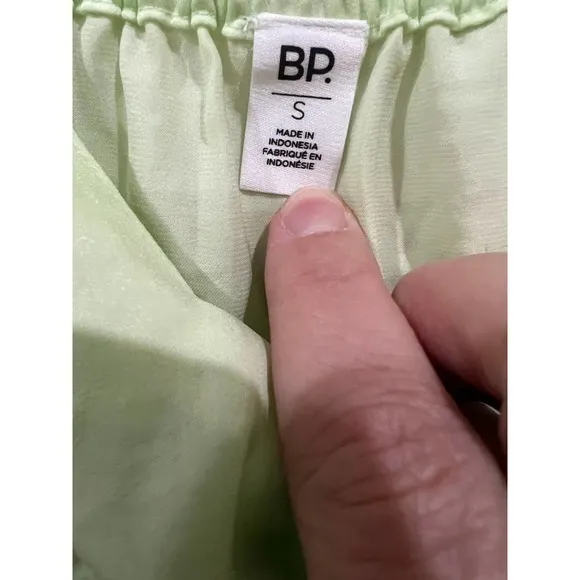 BP.
S
MADE IN
INDONESIA
FABRIQUÉ EN
INDONÉSIE